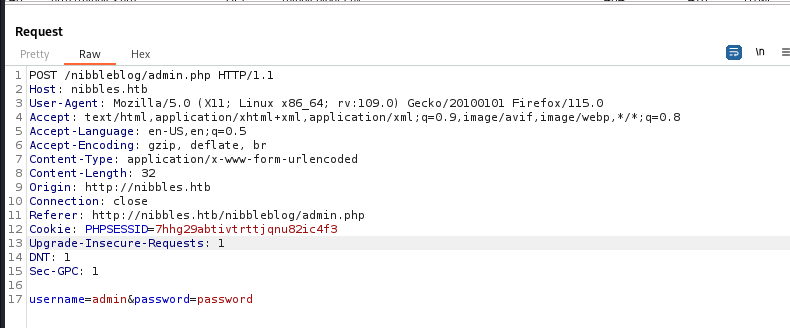 Request
Pretty Raw Hex \n
1 POST /nibbleblog/admin.php HTTP/1.1
2 Host: nibbles.htb
3 User-Agent: Mozilla/5.0 (X11; Linux x86_64; rv:109.0) Gecko/20100101 Firefox/115.0
4 Accept: text/html,application/xhtml+xml,application/xml;q=0.9,image/avif,image/webp,*/*;q=0.8
5 Accept-Language: en-US,en;q=0.5
6 Accept-Encoding: gzip, deflate, br
7 Content-Type: application/x-www-form-urlencoded
8 Content-Length: 32
9 Origin: http://nibbles.htb
10 Connection: close
11 Referer: http://nibbles.htb/nibbleblog/admin.php
12 Cookie: PHPSESSID=7hhg29abtivtrttjqnu82ic4f3
13 Upgrade-Insecure-Requests: 1
14 DNT: 1
15 Sec-GPC: 1
16
17 username=admin&password=password